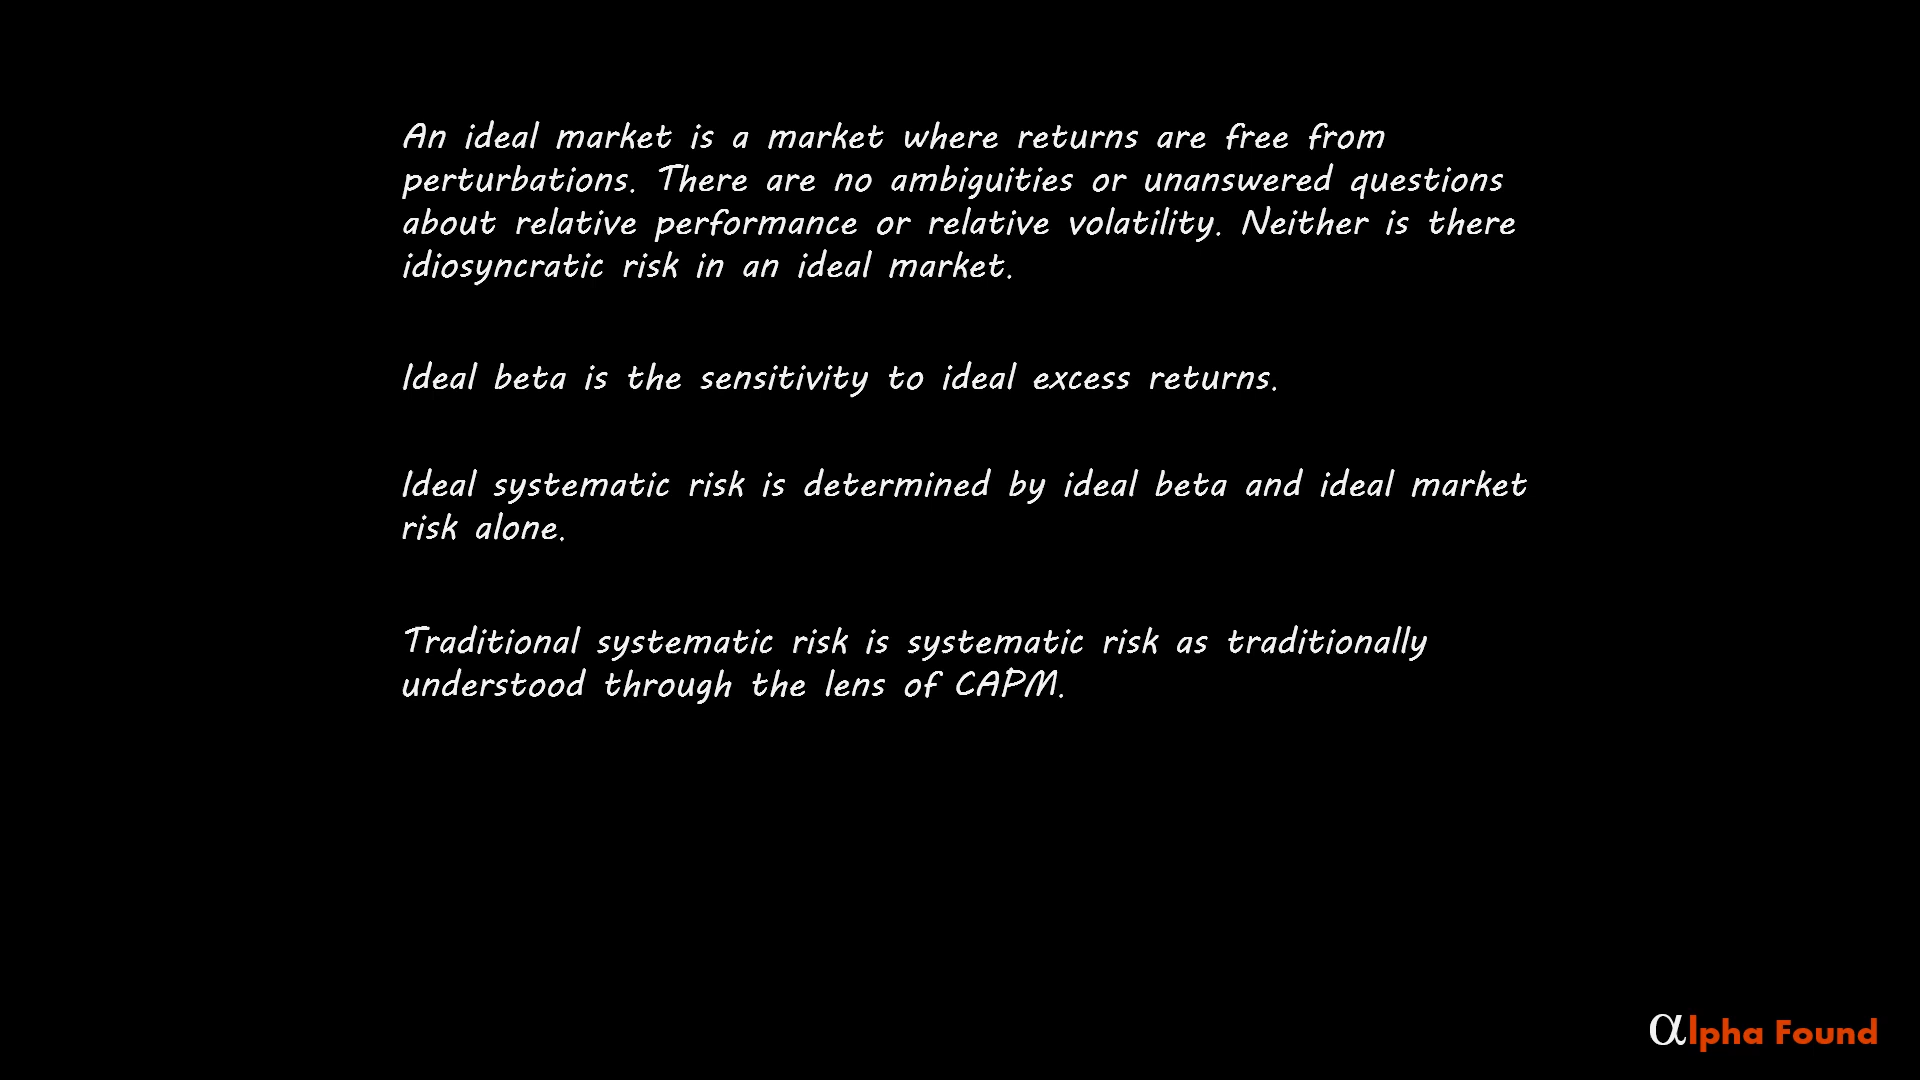 An ideal market is a market where returns are free from
perturbations. There are no ambiguities or unanswered questions
about relative performance or relative volatility. Neither is there
idiosyncratic risk in an ideal market.
Ideal beta is the sensitivity to ideal excess returns.
Ideal systematic risk is determined by ideal beta and ideal market
risk alone.
Traditional systematic risk is systematic risk as traditionally
understood through the lens of CAPM.
αlpha Found